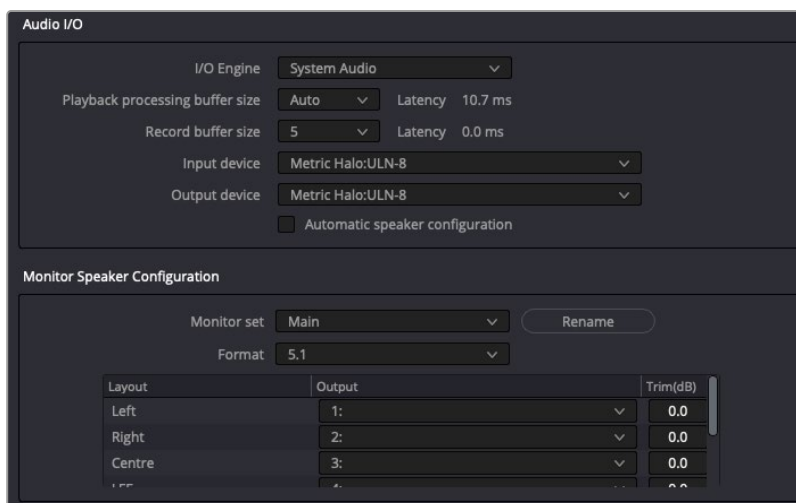 Audio I/O
I/O Engine System Audio
Playback processing buffer size Auto Latency 10.7 ms
Record buffer size 5 Latency 0.0 ms
Input device Metric Halo:ULN-8
Output device Metric Halo:ULN-8
Automatic speaker configuration
Monitor Speaker Configuration
Monitor set Main Rename
Format 5.1
Layout Output Trim(dB)
Left 1: 0.0
Right 2: 0.0
Centre 3: 0.0